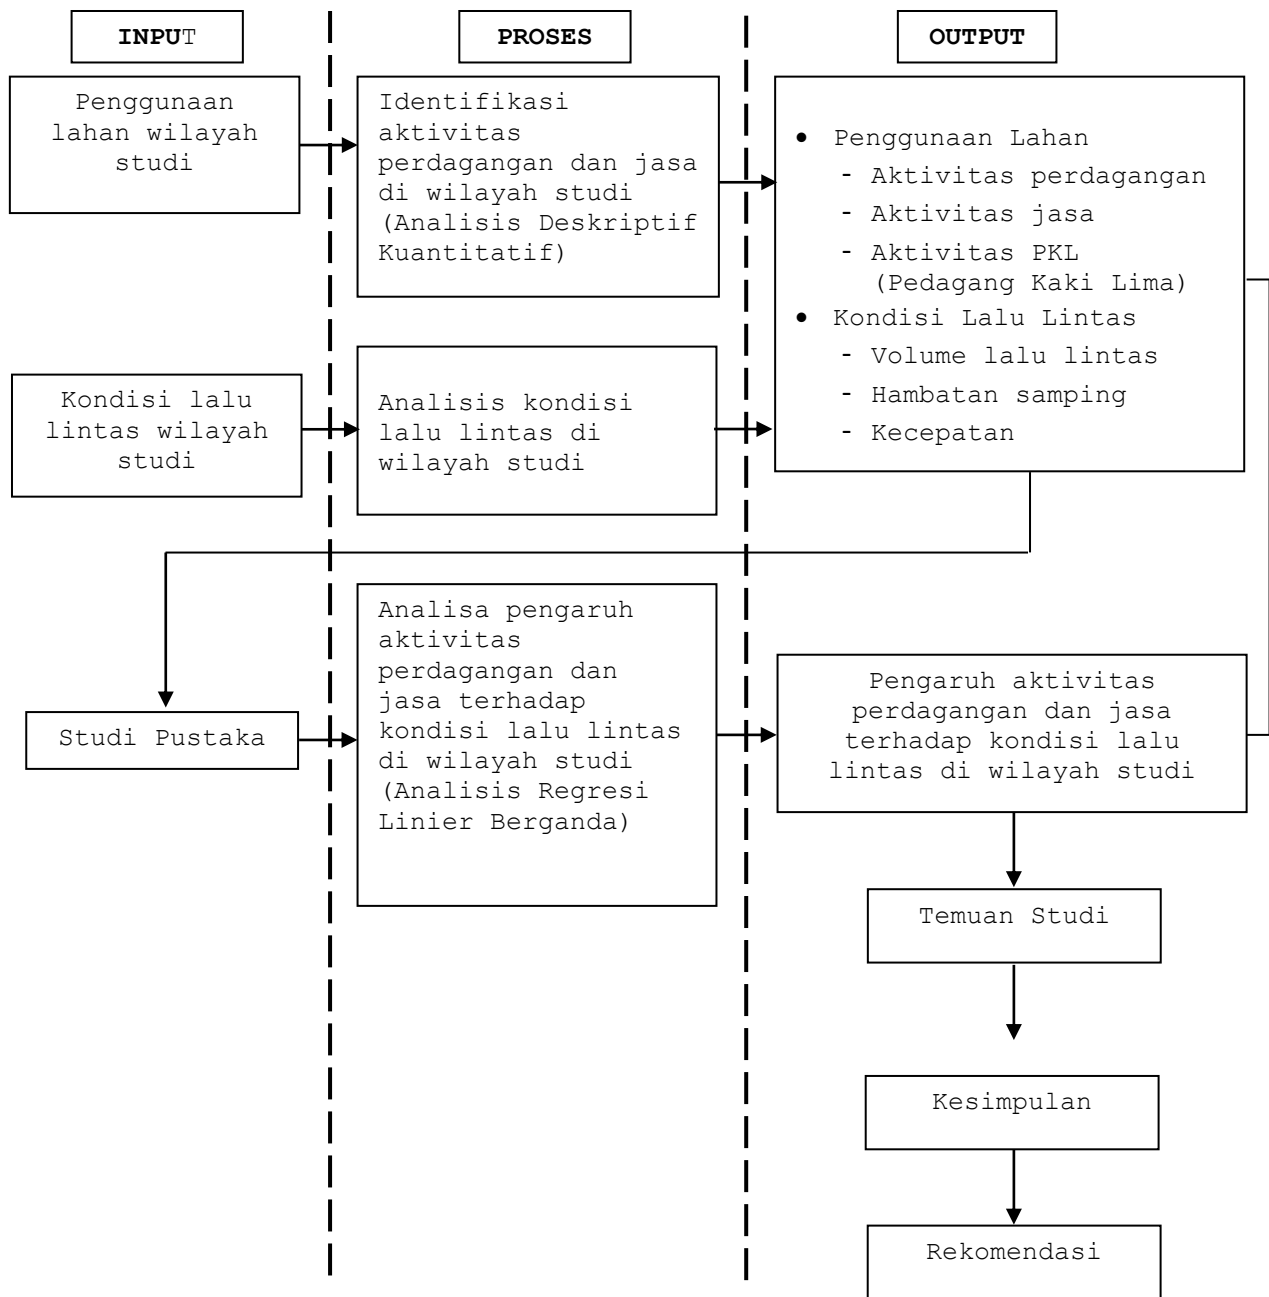 INPUT
PROSES
OUTPUT
Penggunaan
lahan wilayah
studi
Identifikasi
aktivitas
perdagangan dan jasa
di wilayah studi
(Analisis Deskriptif
Kuantitatif)
• Penggunaan Lahan
- Aktivitas perdagangan
- Aktivitas jasa
- Aktivitas PKL
(Pedagang Kaki Lima)
• Kondisi Lalu Lintas
- Volume lalu lintas
- Hambatan samping
- Kecepatan
Kondisi lalu
lintas wilayah
studi
Analisis kondisi
lalu lintas di
wilayah studi
Studi Pustaka
Analisa pengaruh
aktivitas
perdagangan dan
jasa terhadap
kondisi lalu lintas
di wilayah studi
(Analisis Regresi
Linier Berganda)
Pengaruh aktivitas
perdagangan dan jasa
terhadap kondisi lalu
lintas di wilayah studi
Temuan Studi
Kesimpulan
Rekomendasi